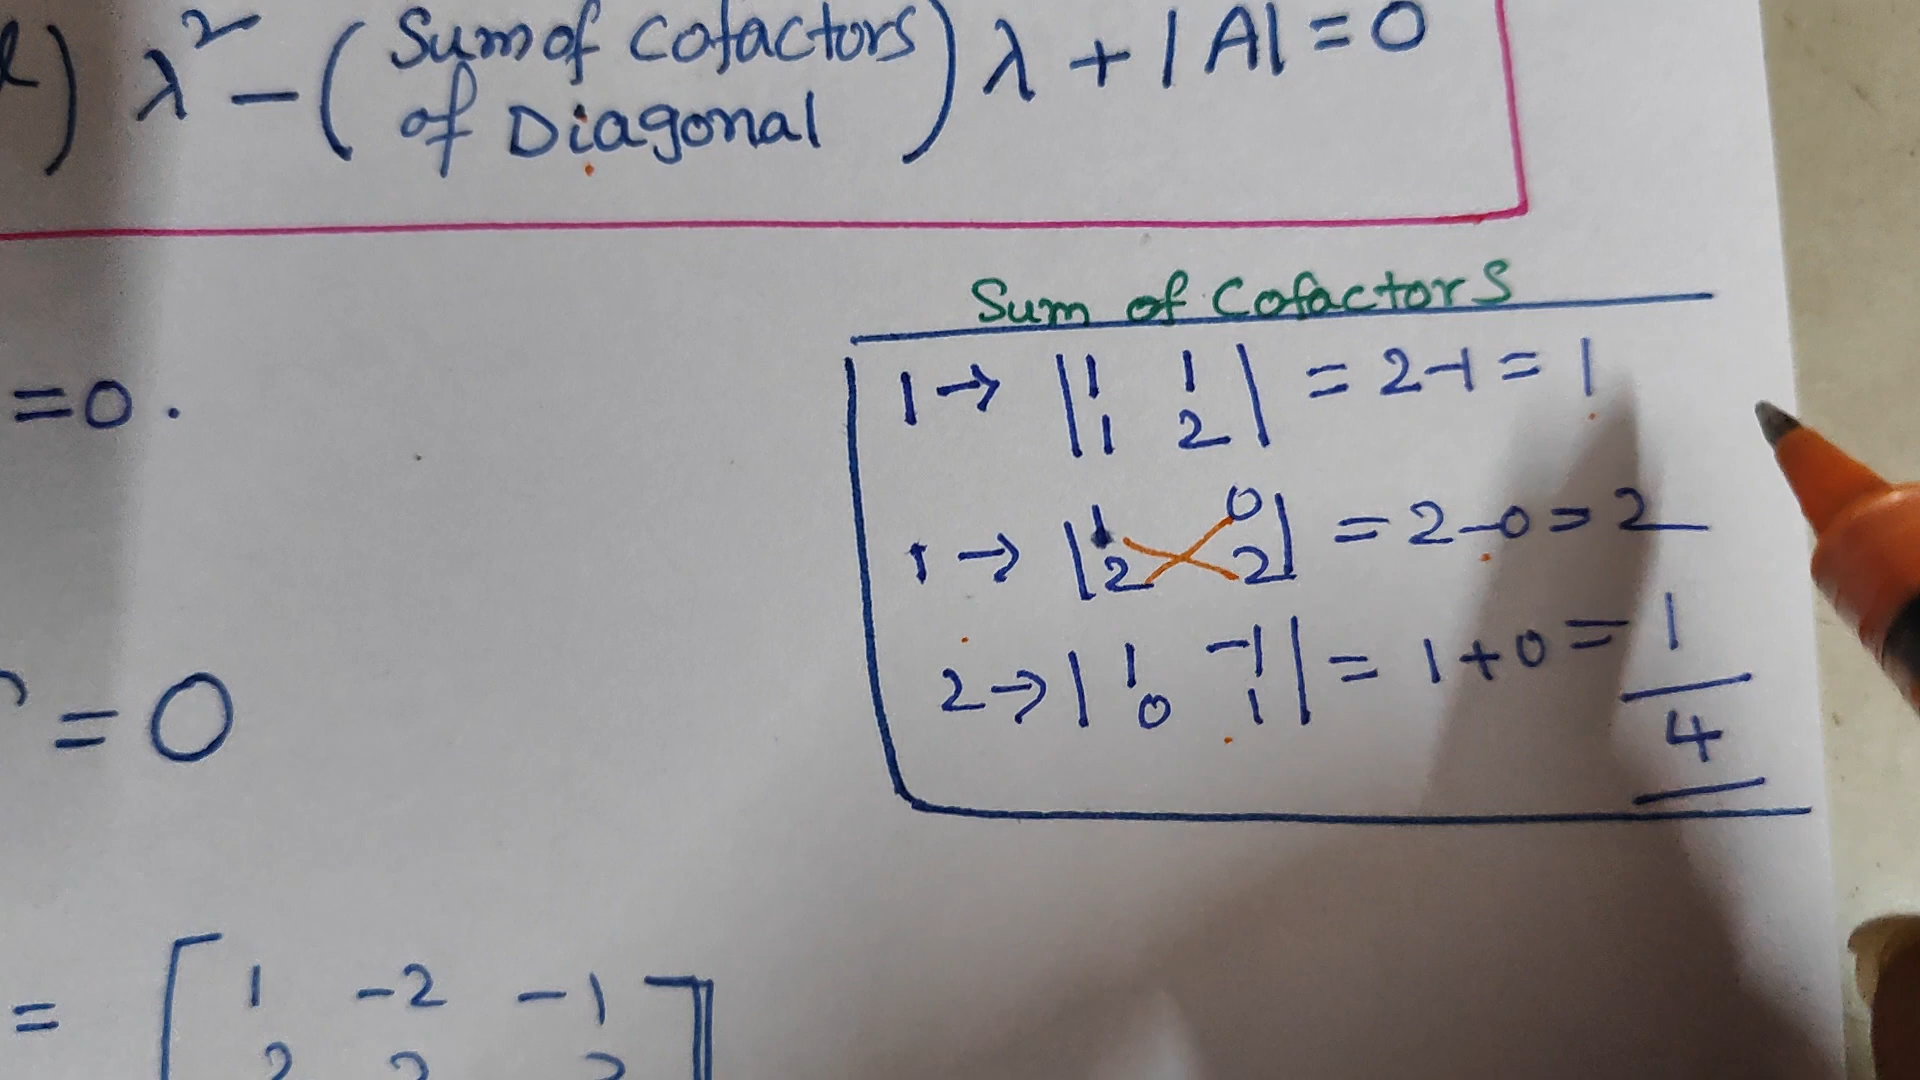 λ² - (Sum of Cofactors of Diagonal) λ + |A| = 0
Sum of Cofactors
1 → |1 1| = 2-1 = 1
|1 2|
= 0.
1 → |1 0| = 2-0 = 2
|2 2|
2 → |1 -1| = 1+0 = 1
|0 1|
= 0
4
= [1 -2 -1]